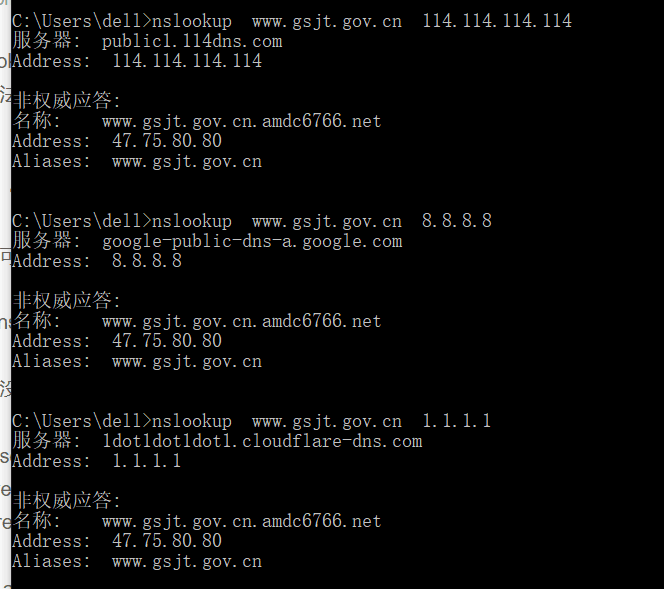 C:\Users\dell>nslookup  www.gsjt.gov.cn  114.114.114.114
服务器:  public1.114dns.com
Address:  114.114.114.114
非权威应答:
名称:    www.gsjt.gov.cn.amdc6766.net
Address:  47.75.80.80
Aliases:  www.gsjt.gov.cn
C:\Users\dell>nslookup  www.gsjt.gov.cn  8.8.8.8
服务器:  google-public-dns-a.google.com
Address:  8.8.8.8
非权威应答:
名称:    www.gsjt.gov.cn.amdc6766.net
Address:  47.75.80.80
Aliases:  www.gsjt.gov.cn
C:\Users\dell>nslookup  www.gsjt.gov.cn  1.1.1.1
服务器:  1dot1dot1dot1.cloudflare-dns.com
Address:  1.1.1.1
非权威应答:
名称:    www.gsjt.gov.cn.amdc6766.net
Address:  47.75.80.80
Aliases:  www.gsjt.gov.cn